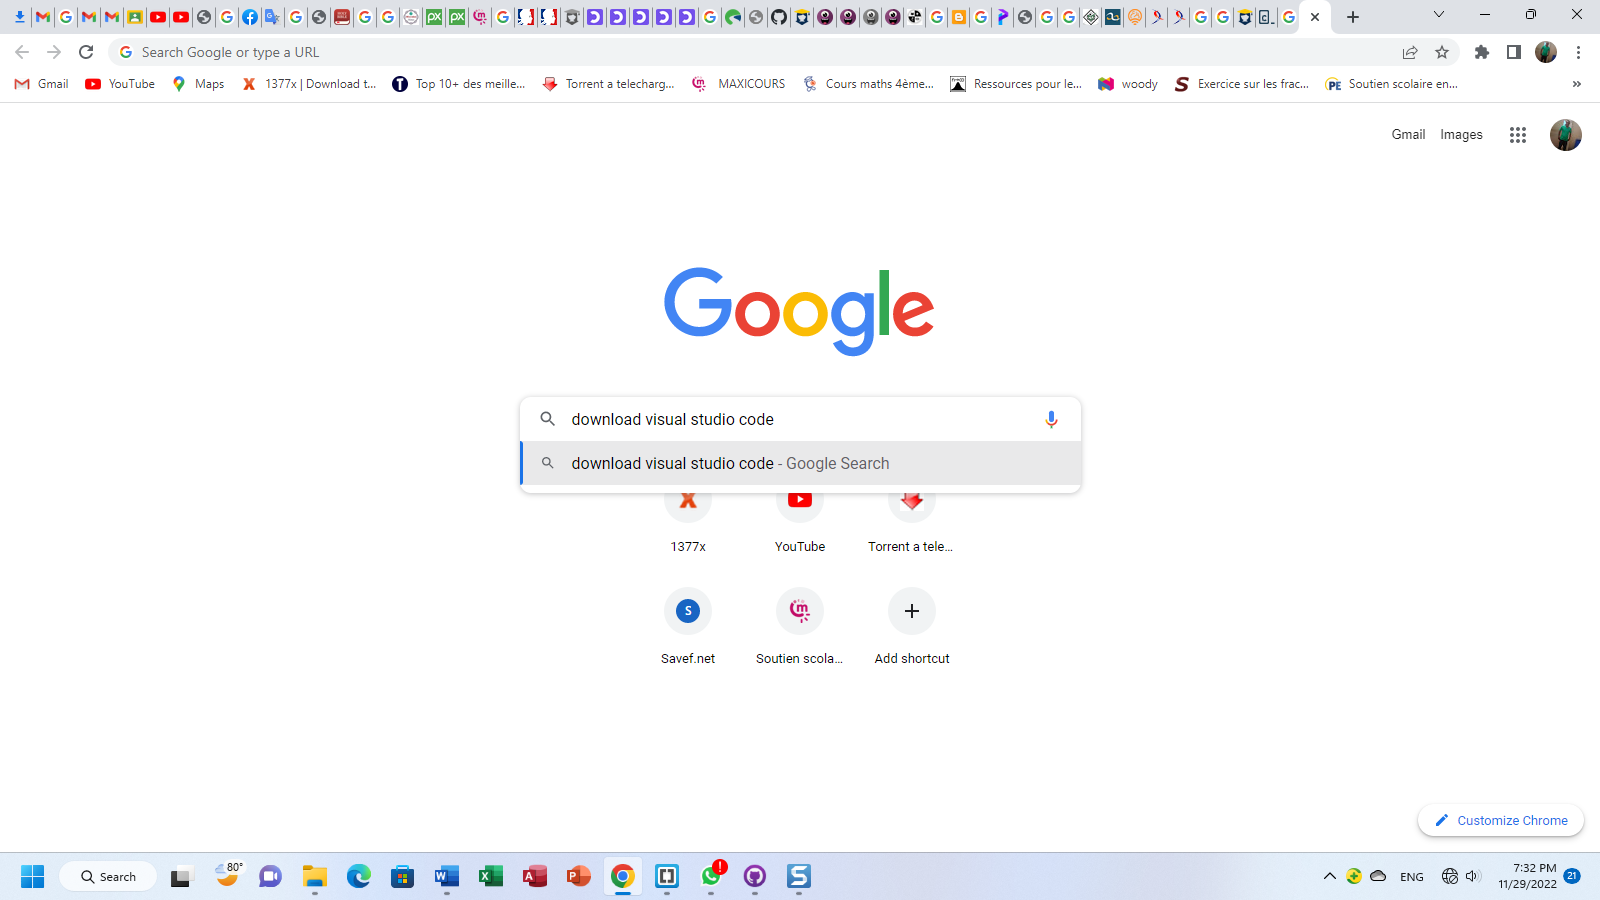 Search Google or type a URL
Gmail
YouTube
Maps
1377x | Download t...
Top 10+ des meille...
Torrent a telecharg...
MAXICOURS
Cours maths 4ème...
Ressources pour le...
woody
Exercice sur les frac...
Soutien scolaire en...
»
Gmail Images
Google
download visual studio code
download visual studio code - Google Search
1377x
YouTube
Torrent a tele...
Savef.net
Soutien scola...
Add shortcut
Customize Chrome
Search
80°
ENG
7:32 PM
11/29/2022
21